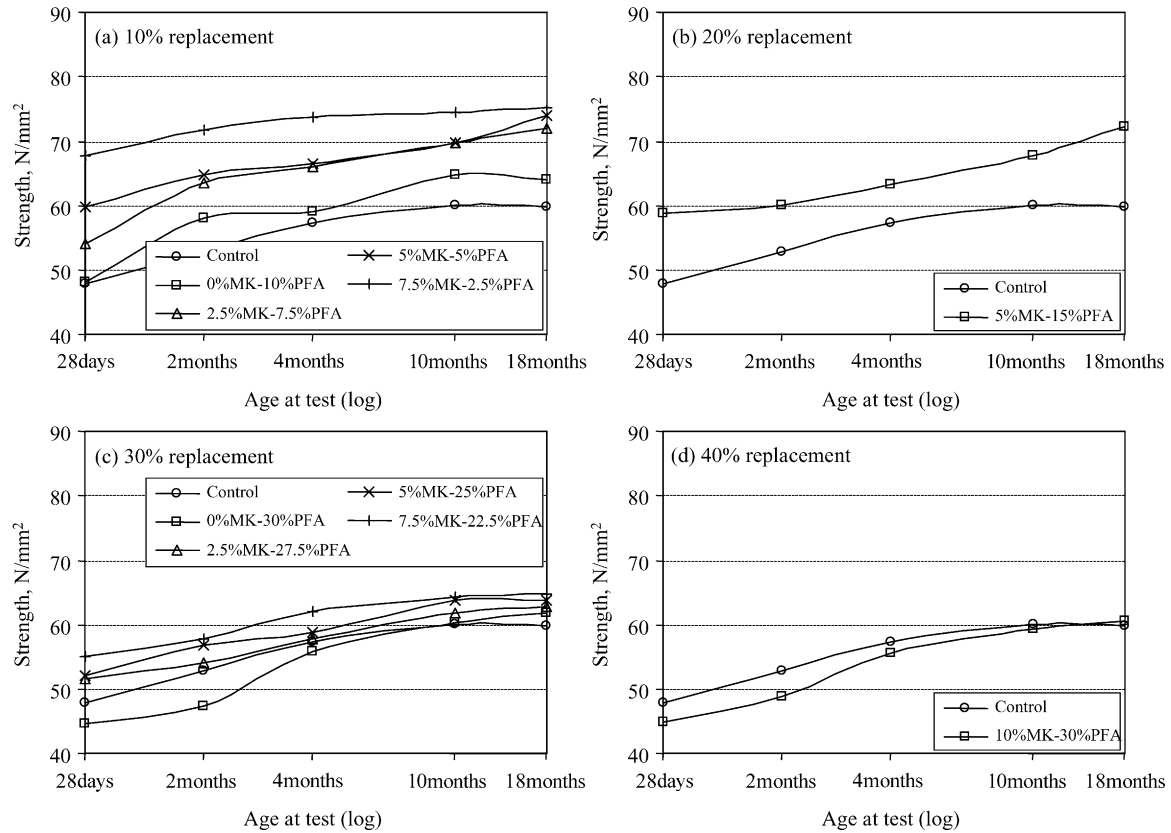 (a) 10% replacement
90
80
70
60
50
40
Strength, N/mm²
Control
0%MK-10%PFA
2.5%MK-7.5%PFA
5%MK-5%PFA
7.5%MK-2.5%PFA
28days 2months 4months 10months 18months
Age at test (log)
(b) 20% replacement
90
80
70
60
50
40
Strength, N/mm²
Control
5%MK-15%PFA
28days 2months 4months 10months 18months
Age at test (log)
(c) 30% replacement
90
80
70
60
50
40
Strength, N/mm²
Control
0%MK-30%PFA
2.5%MK-27.5%PFA
5%MK-25%PFA
7.5%MK-22.5%PFA
28days 2months 4months 10months 18months
Age at test (log)
(d) 40% replacement
90
80
70
60
50
40
Strength, N/mm²
Control
10%MK-30%PFA
28days 2months 4months 10months 18months
Age at test (log)